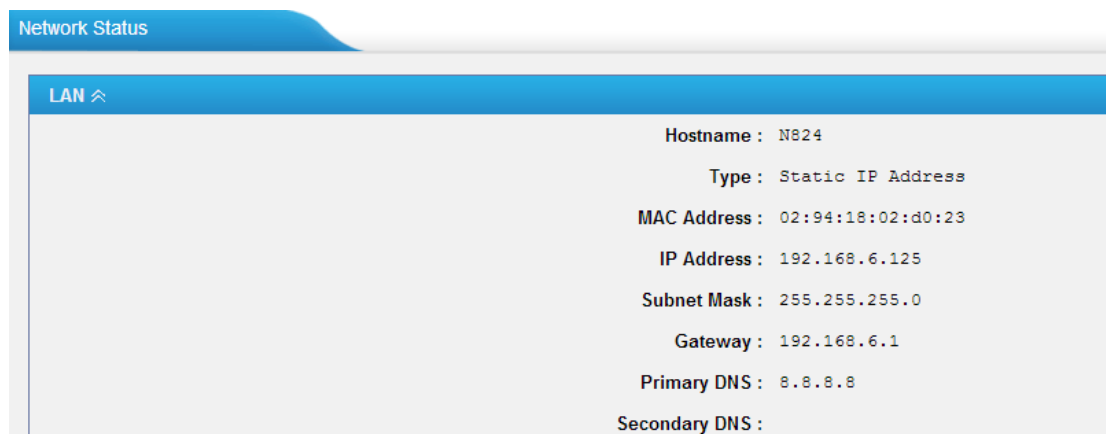 Network Status
LAN
Hostname : N824
Type : Static IP Address
MAC Address : 02:94:18:02:d0:23
IP Address : 192.168.6.125
Subnet Mask : 255.255.255.0
Gateway : 192.168.6.1
Primary DNS : 8.8.8.8
Secondary DNS :